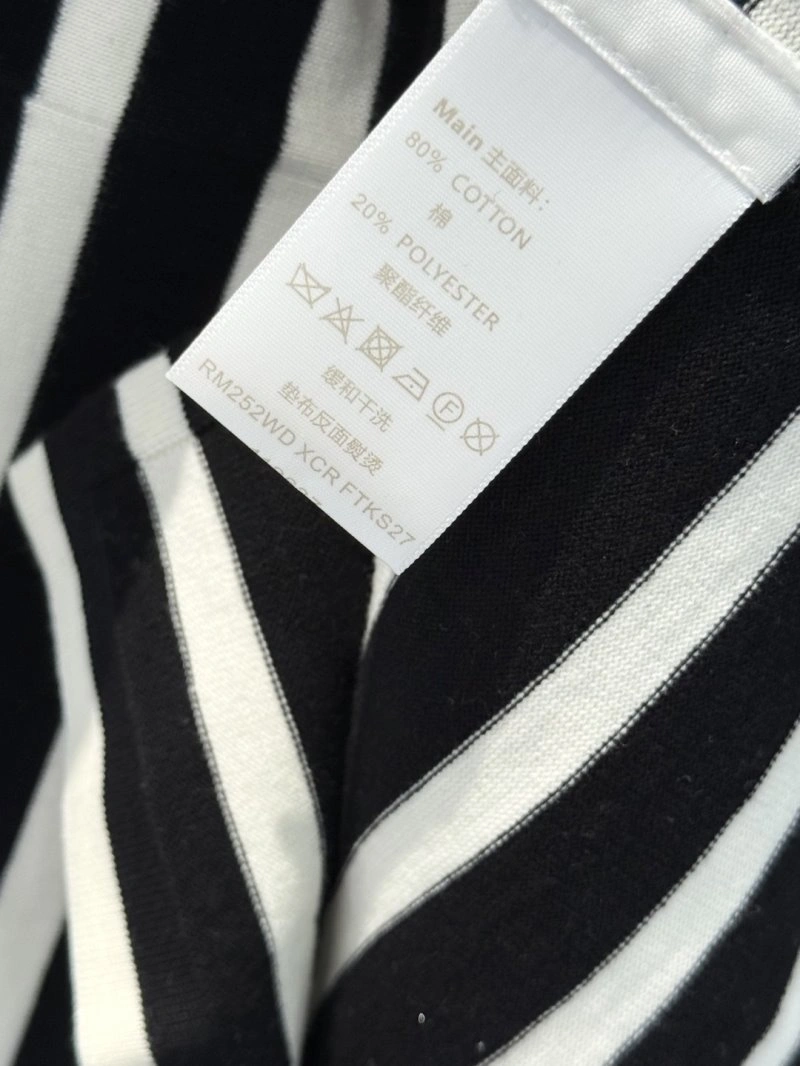 Main 主面料：
80% COTTON
棉
20% POLYESTER
聚酯纤维
F
缓和干洗
垫布反面熨烫
RM252WD XCR FTKS27